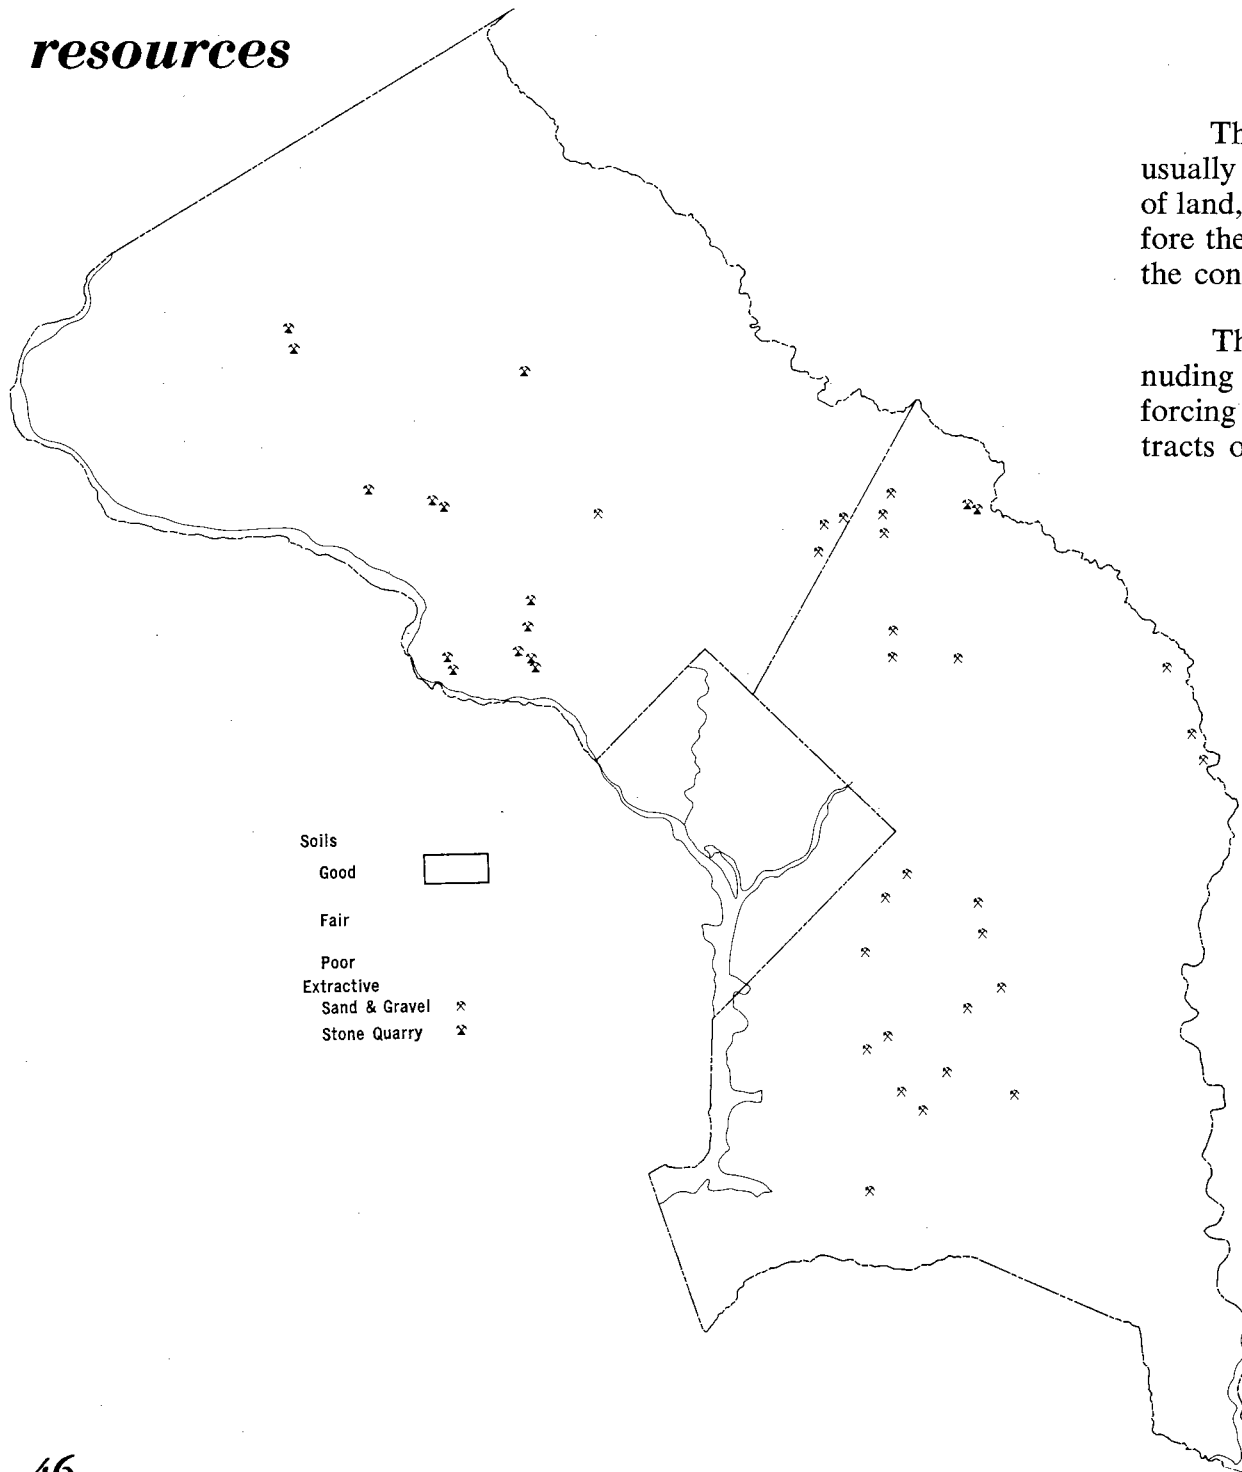 resources
Th
usually
of land,
fore the
the con
Th
nuding
forcing
tracts o
Soils
Good
Fair
Poor
Extractive
Sand & Gravel
Stone Quarry
46